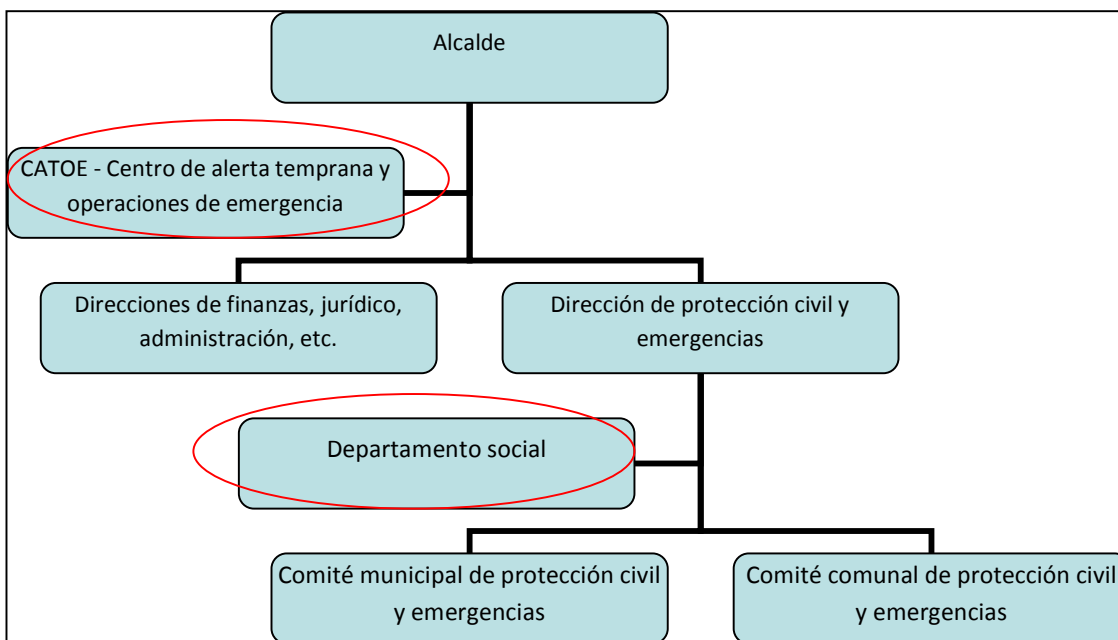 Alcalde
CATOE - Centro de alerta temprana y
operaciones de emergencia
Direcciones de finanzas, jurídico,
administración, etc.
Dirección de protección civil y
emergencias
Departamento social
Comité municipal de protección civil
y emergencias
Comité comunal de protección civil
y emergencias